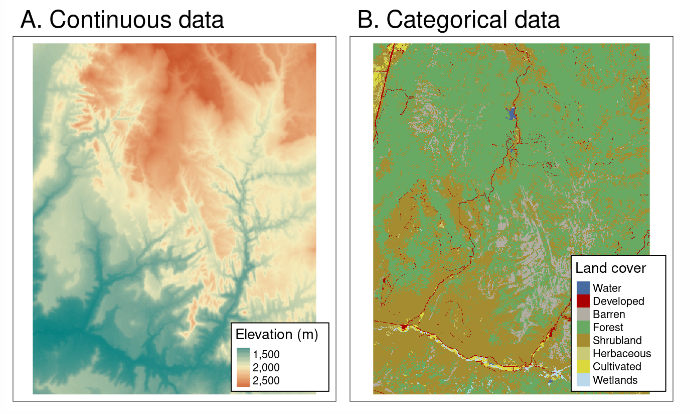 A. Continuous data
B. Categorical data
Elevation (m)
1,500
2,000
2,500
Land cover
Water
Developed
Barren
Forest
Shrubland
Herbaceous
Cultivated
Wetlands